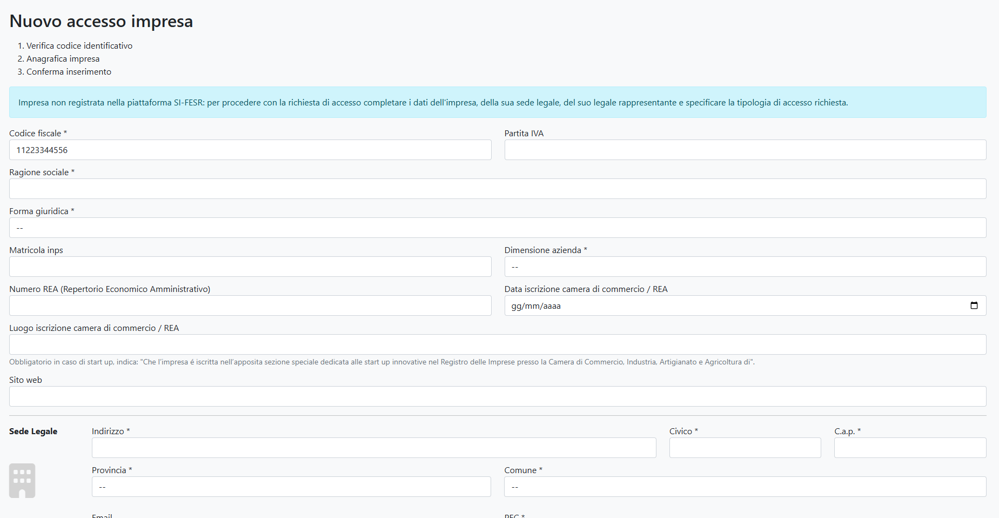 Nuovo accesso impresa
1. Verifica codice identificativo
2. Anagrafica impresa
3. Conferma inserimento
Impresa non registrata nella piattaforma SI-FESR: per procedere con la richiesta di accesso completare i dati dell'impresa, della sua sede legale, del suo legale rappresentante e specificare la tipologia di accesso richiesta.
Codice fiscale * Partita IVA
11223344556
Ragione sociale *
Forma giuridica *
--
Matricola inps Dimensione azienda *
--
Numero REA (Repertorio Economico Amministrativo) Data iscrizione camera di commercio / REA
gg/mm/aaaa
Luogo iscrizione camera di commercio / REA
Obbligatorio in caso di start up, indica: "Che l’impresa é iscritta nell’apposita sezione speciale dedicata alle start up innovative nel Registro delle Imprese presso la Camera di Commercio, Industria, Artigianato e Agricoltura di".
Sito web
Sede Legale Indirizzo * Civico * C.a.p. *
Provincia * Comune *
-- --
Email PEC *